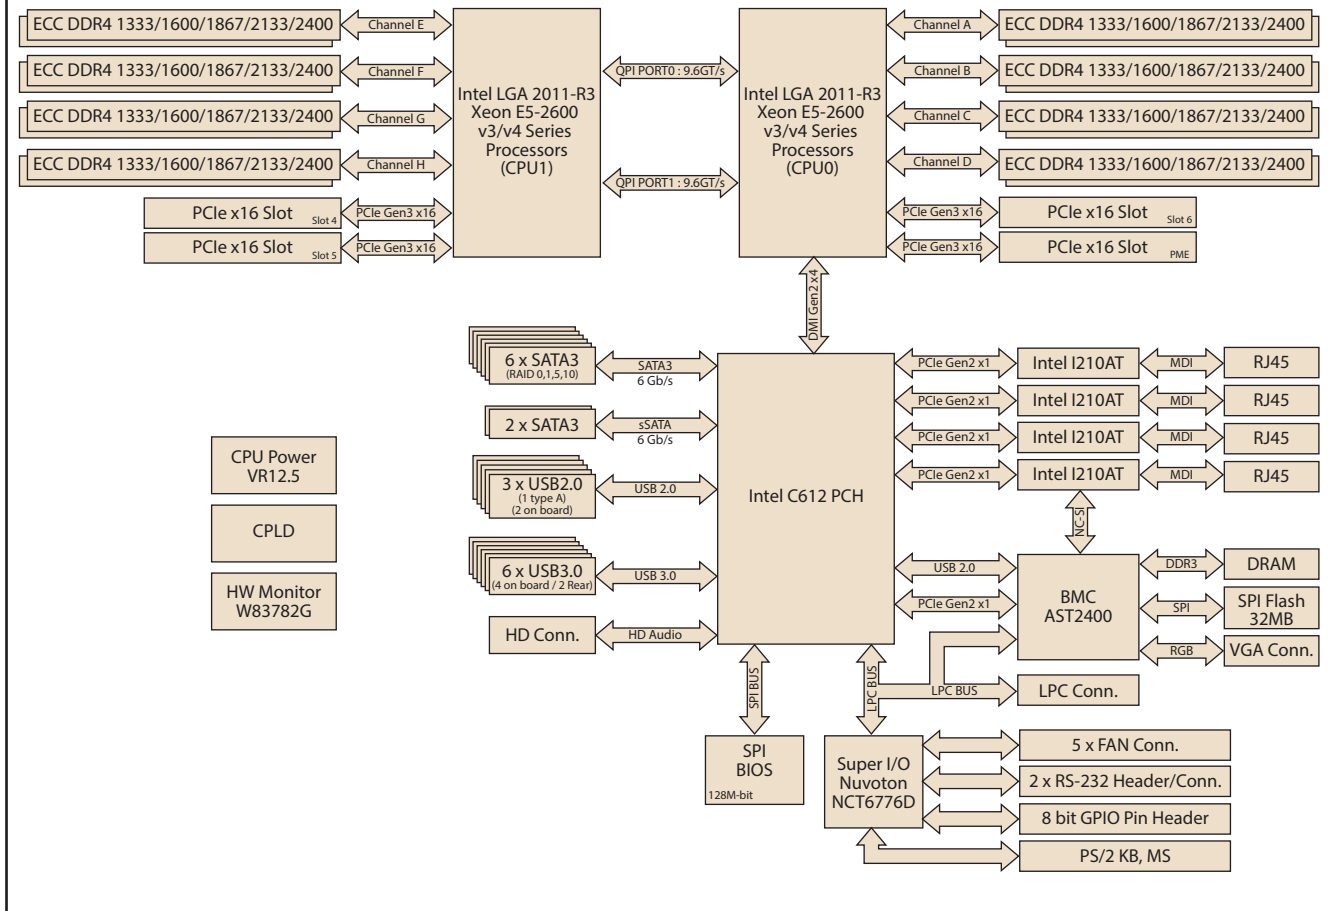 ECC DDR4 1333/1600/1867/2133/2400
Channel E
ECC DDR4 1333/1600/1867/2133/2400
Channel F
ECC DDR4 1333/1600/1867/2133/2400
Channel G
ECC DDR4 1333/1600/1867/2133/2400
Channel H
PCIe x16 Slot
Slot 4
PCIe Gen3 x16
PCIe x16 Slot
Slot 5
PCIe Gen3 x16
Intel LGA 2011-R3
Xeon E5-2600
v3/v4 Series
Processors
(CPU1)
QPI PORT0 : 9.6GT/s
QPI PORT1 : 9.6GT/s
Intel LGA 2011-R3
Xeon E5-2600
v3/v4 Series
Processors
(CPU0)
Channel A
ECC DDR4 1333/1600/1867/2133/2400
Channel B
ECC DDR4 1333/1600/1867/2133/2400
Channel C
ECC DDR4 1333/1600/1867/2133/2400
Channel D
ECC DDR4 1333/1600/1867/2133/2400
PCIe Gen3 x16
PCIe x16 Slot
Slot 6
PCIe Gen3 x16
PCIe x16 Slot
PME
DMI Gen2 x4
6 x SATA3
(RAID 0,1,5,10)
SATA3
6 Gb/s
2 x SATA3
sSATA
6 Gb/s
3 x USB2.0
(1 type A)
(2 on board)
USB 2.0
6 x USB3.0
(4 on board / 2 Rear)
USB 3.0
HD Conn.
HD Audio
CPU Power
VR12.5
CPLD
HW Monitor
W83782G
Intel C612 PCH
PCIe Gen2 x1
Intel I210AT
MDI
RJ45
PCIe Gen2 x1
Intel I210AT
MDI
RJ45
PCIe Gen2 x1
Intel I210AT
MDI
RJ45
PCIe Gen2 x1
Intel I210AT
MDI
RJ45
NC-Si
USB 2.0
PCIe Gen2 x1
BMC
AST2400
DDR3
DRAM
SPI
SPI Flash
32MB
RGB
VGA Conn.
SPI BUS
LPC BUS
LPC BUS
LPC Conn.
SPI
BIOS
128M-bit
Super I/O
Nuvoton
NCT6776D
5 x FAN Conn.
2 x RS-232 Header/Conn.
8 bit GPIO Pin Header
PS/2 KB, MS